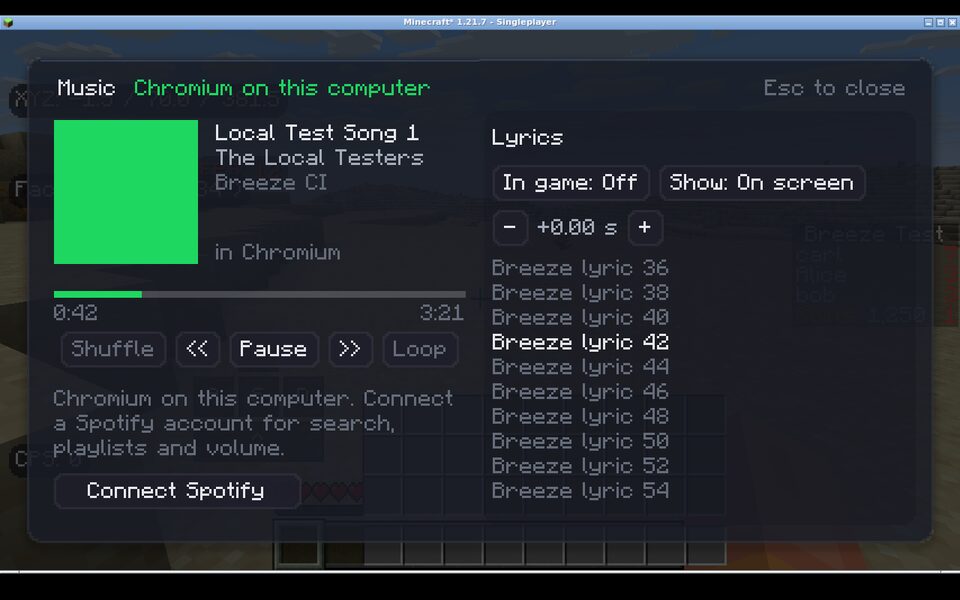 Minecraft* 1.21.7 - Singleplayer
Music Chromium on this computer
Esc to close
Local Test Song 1
The Local Testers
Breeze CI
in Chromium
0:42
3:21
Shuffle
<<
Pause
>>
Loop
Chromium on this computer. Connect
a Spotify account for search,
playlists and volume.
Connect Spotify
Lyrics
In game: Off
Show: On screen
- +0.00 s +
Breeze lyric 36
Breeze lyric 38
Breeze lyric 40
Breeze lyric 42
Breeze lyric 44
Breeze lyric 46
Breeze lyric 48
Breeze lyric 50
Breeze lyric 52
Breeze lyric 54
Breeze Test
carl
Alice
bob